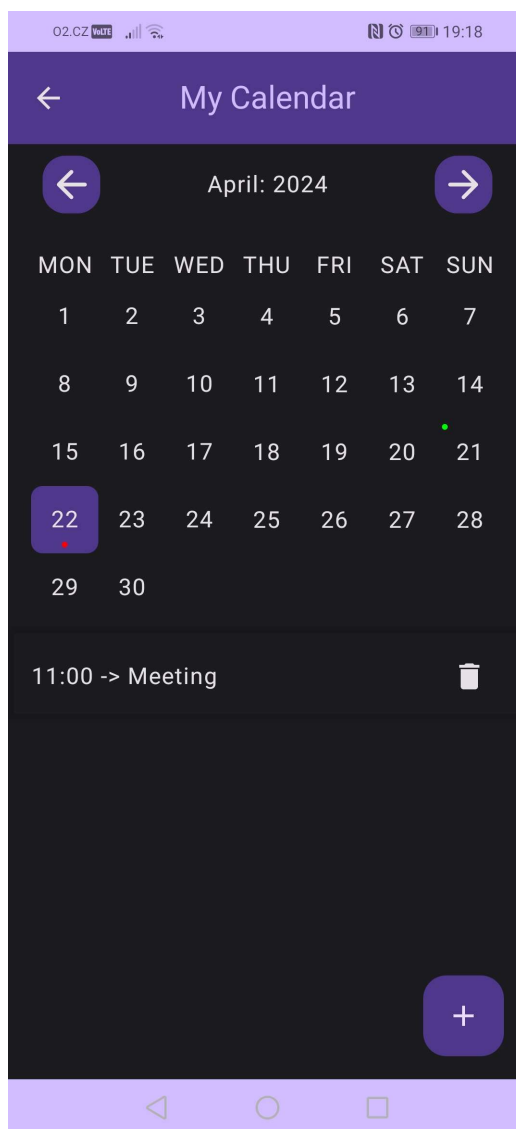 O2.CZ VoLTE 91 19:18
My Calendar
April: 2024
MON TUE WED THU FRI SAT SUN
1 2 3 4 5 6 7
8 9 10 11 12 13 14
15 16 17 18 19 20 21
22 23 24 25 26 27 28
29 30
11:00 -> Meeting
+